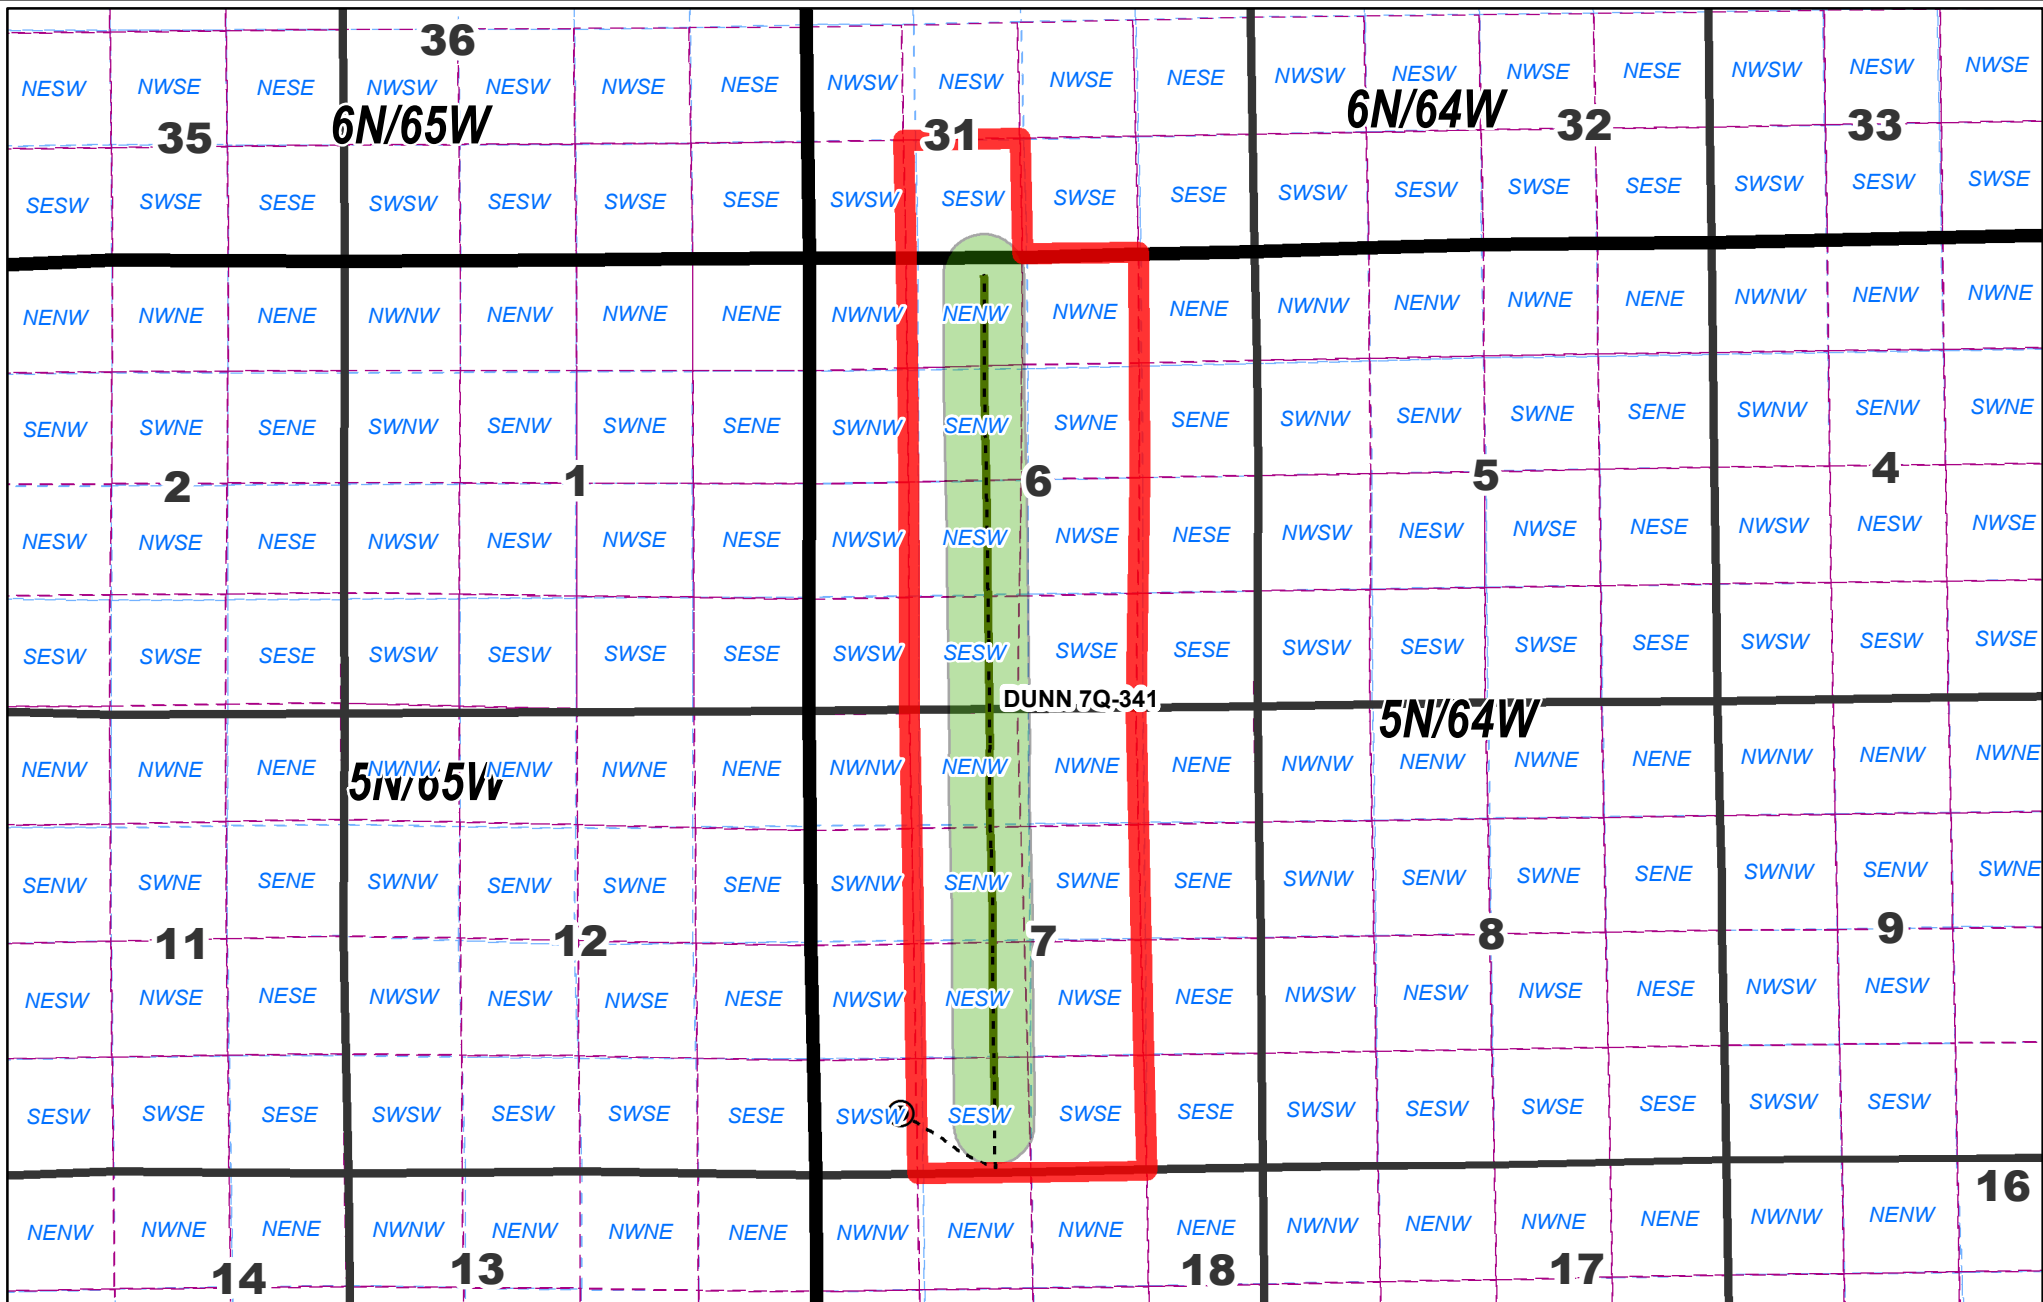 36
NESW NWSE NESE NWSW NESW NWSE NESE NWSW NESW NWSE NESE NWSW NESW NWSE NESE NWSW NESW NWSE
35 6N/65W 31 6N/64W 32 33
SESW SWSE SESE SWSW SESW SWSE SESE SWSW SESW SWSE SESE SWSW SESW SWSE SESE SWSW SESW SWSE
NENW NWNE NENE NWNW NENW NWNE NENE NWNW NENW NWNE NENE NWNW NENW NWNE NENE NWNW NENW NWNE
SENW SWNE SENE SWNW SENW SWNE SENE SWNW SENW SWNE SENE SWNW SENW SWNE SENE SWNW SENW SWNE
2 1 6 5 4
NESW NWSE NESE NWSW NESW NWSE NESE NWSW NESW NWSE NESE NWSW NESW NWSE NESE NWSW NESW NWSE
SESW SWSE SESE SWSW SESW SWSE SESE SWSW SESW SWSE SESE SWSW SESW SWSE SESE SWSW SESW SWSE
DUNN 7Q-341
5N/64W
NENW NWNE NENE NWNW NENW NWNE NENE NWNW NENW NWNE NENE NWNW NENW NWNE NENE NWNW NENW NWNE
5N/65W
SENW SWNE SENE SWNW SENW SWNE SENE SWNW SENW SWNE SENE SWNW SENW SWNE SENE SWNW SENW SWNE
11 12 7 8 9
NESW NWSE NESE NWSW NESW NWSE NESE NWSW NESW NWSE NESE NWSW NESW NWSE NESE NWSW NESW
SESW SWSE SESE SWSW SESW SWSE SESE SWSW SESW SWSE SESE SWSW SESW SWSE SESE SWSW SESW
16
NENW NWNE NENE NWNW NENW NWNE NENE NWNW NENW NWNE NENE NWNW NENW NWNE NENE NWNW NENW
14 13 18 17